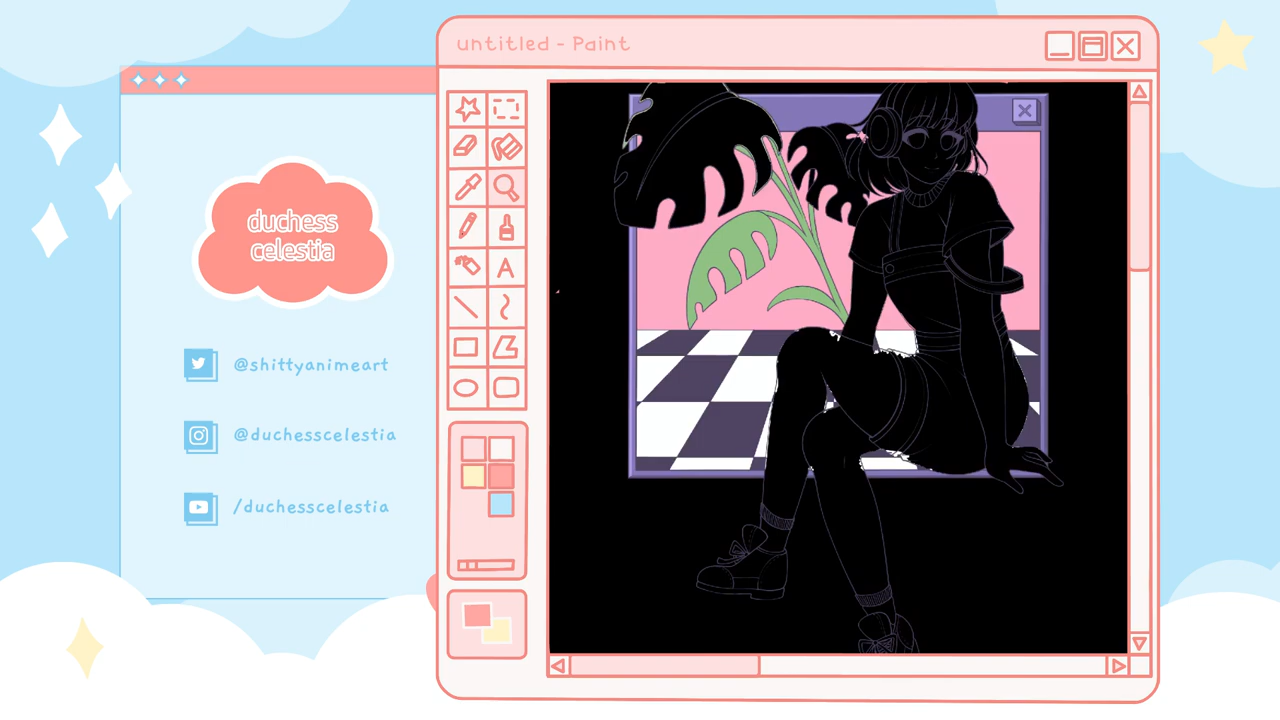 untitled - Paint
duchess
celestia
@shittyanimeart
@duchesscelestia
/duchesscelestia
A